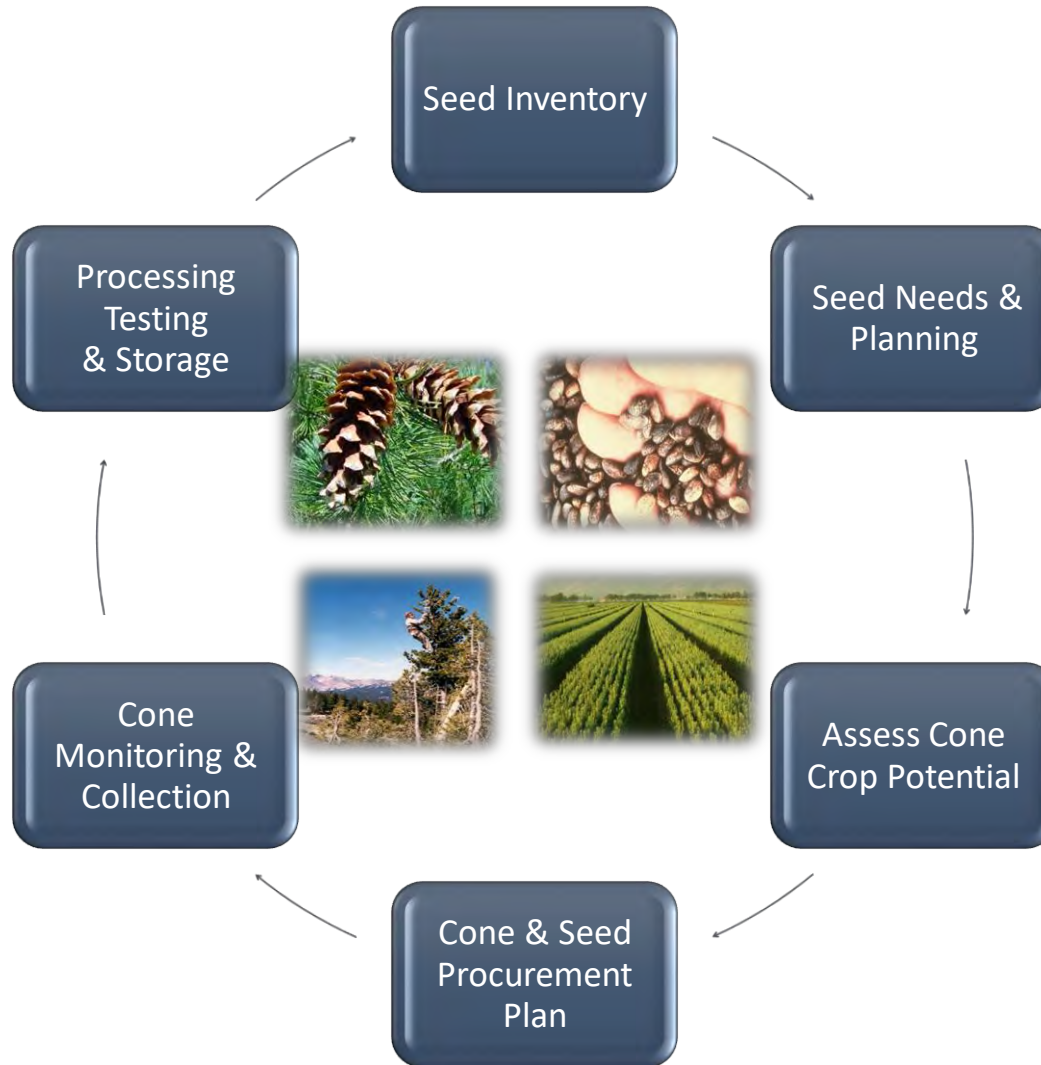 Seed Inventory
Seed Needs &
Planning
Assess Cone
Crop Potential
Cone & Seed
Procurement
Plan
Cone
Monitoring &
Collection
Processing
Testing
& Storage